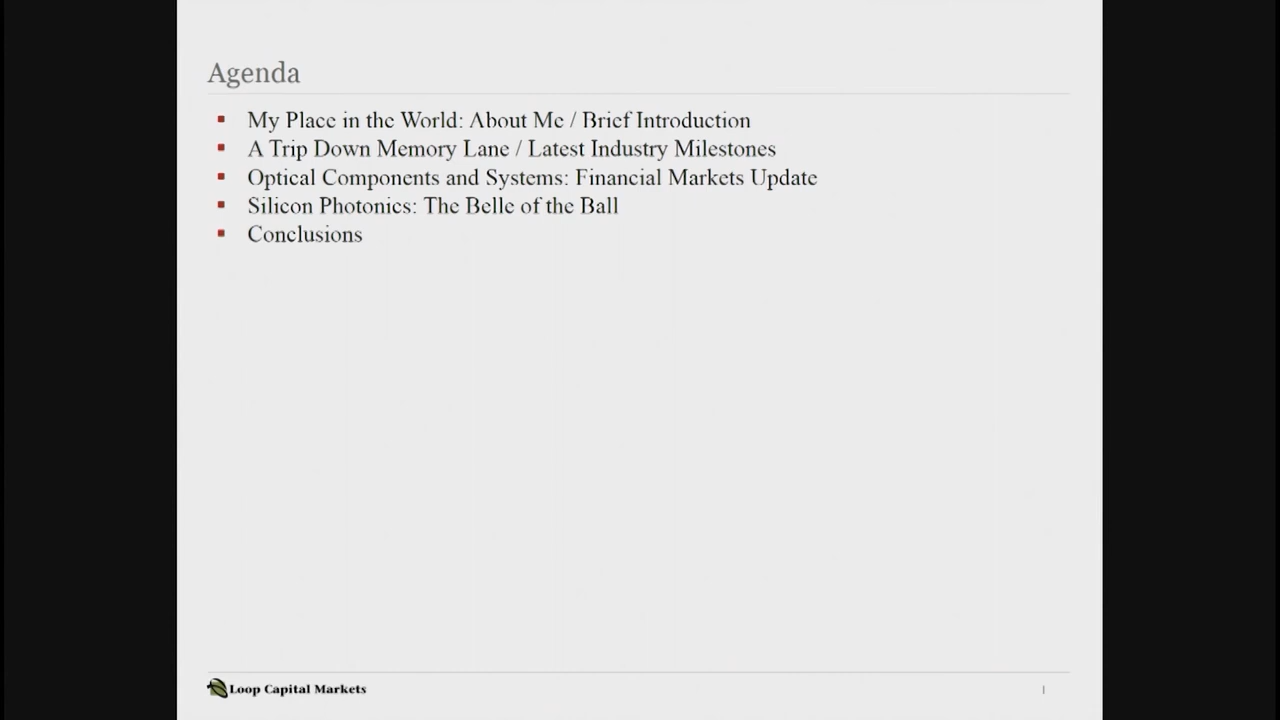 Agenda
My Place in the World: About Me / Brief Introduction
A Trip Down Memory Lane / Latest Industry Milestones
Optical Components and Systems: Financial Markets Update
Silicon Photonics: The Belle of the Ball
Conclusions
Loop Capital Markets
1